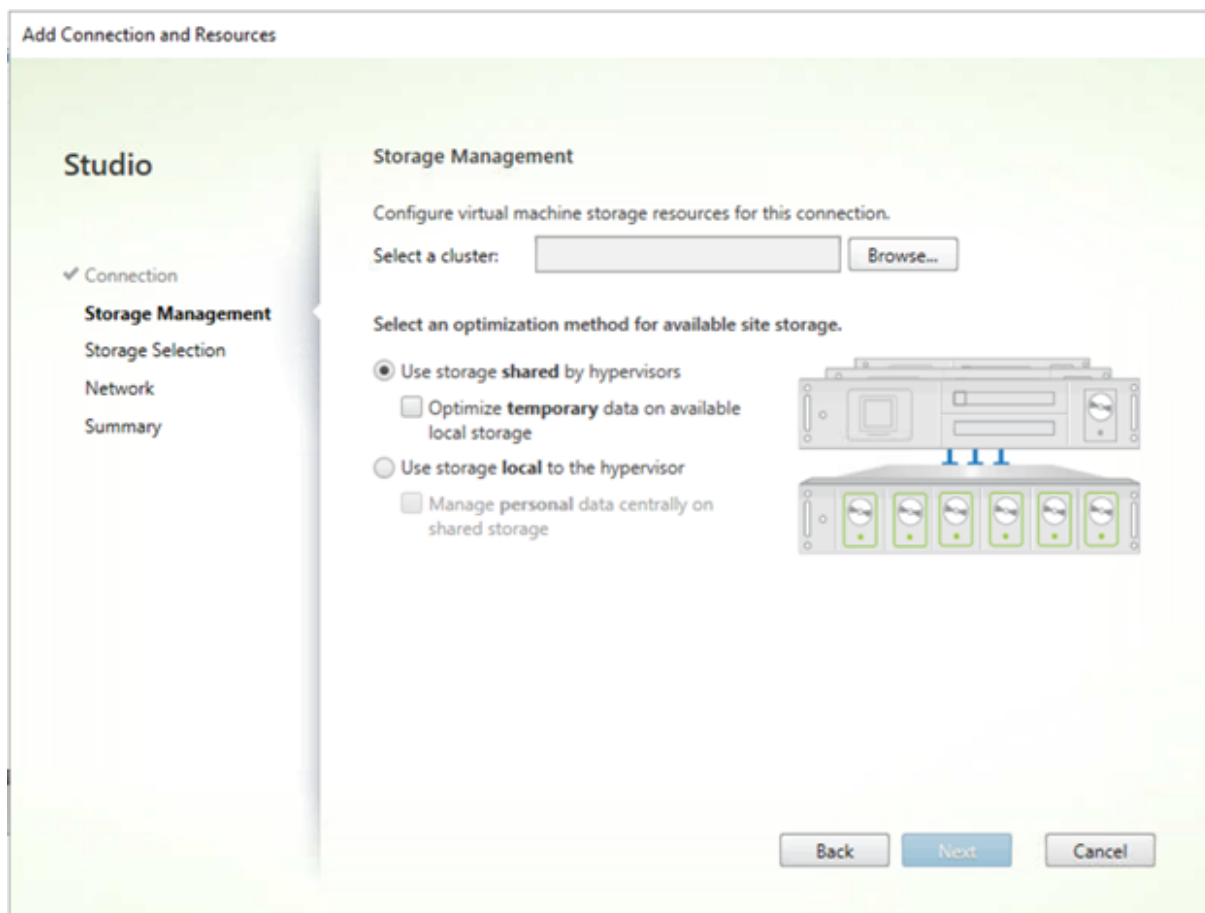 Add Connection and Resources
Studio
Connection
Storage Management
Storage Selection
Network
Summary
Storage Management
Configure virtual machine storage resources for this connection.
Select a cluster:
Browse...
Select an optimization method for available site storage.
Use storage shared by hypervisors
Optimize temporary data on available
local storage
Use storage local to the hypervisor
Manage personal data centrally on
shared storage
Back
Next
Cancel